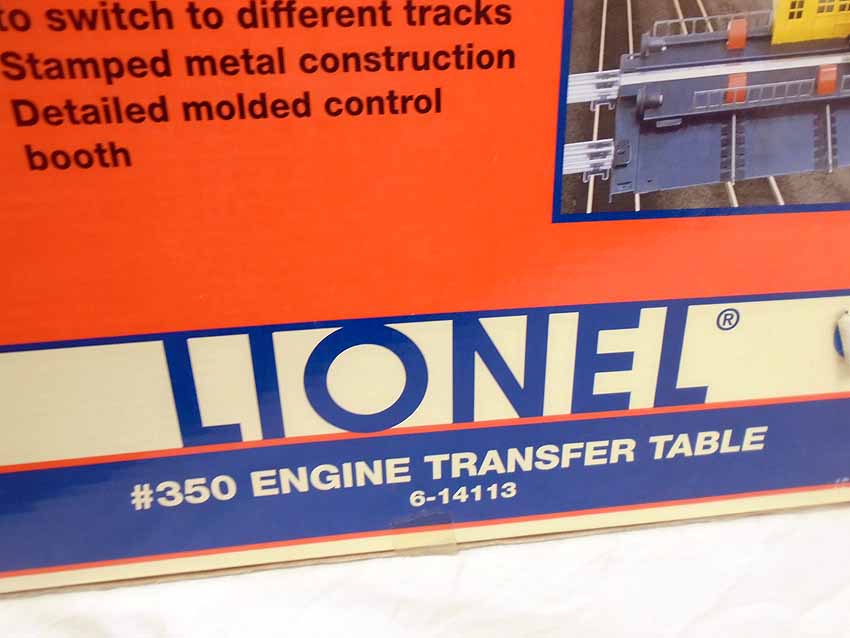 to switch to different tracks
Stamped metal construction
Detailed molded control
booth
LIONEL®
#350 ENGINE TRANSFER TABLE
6-14113